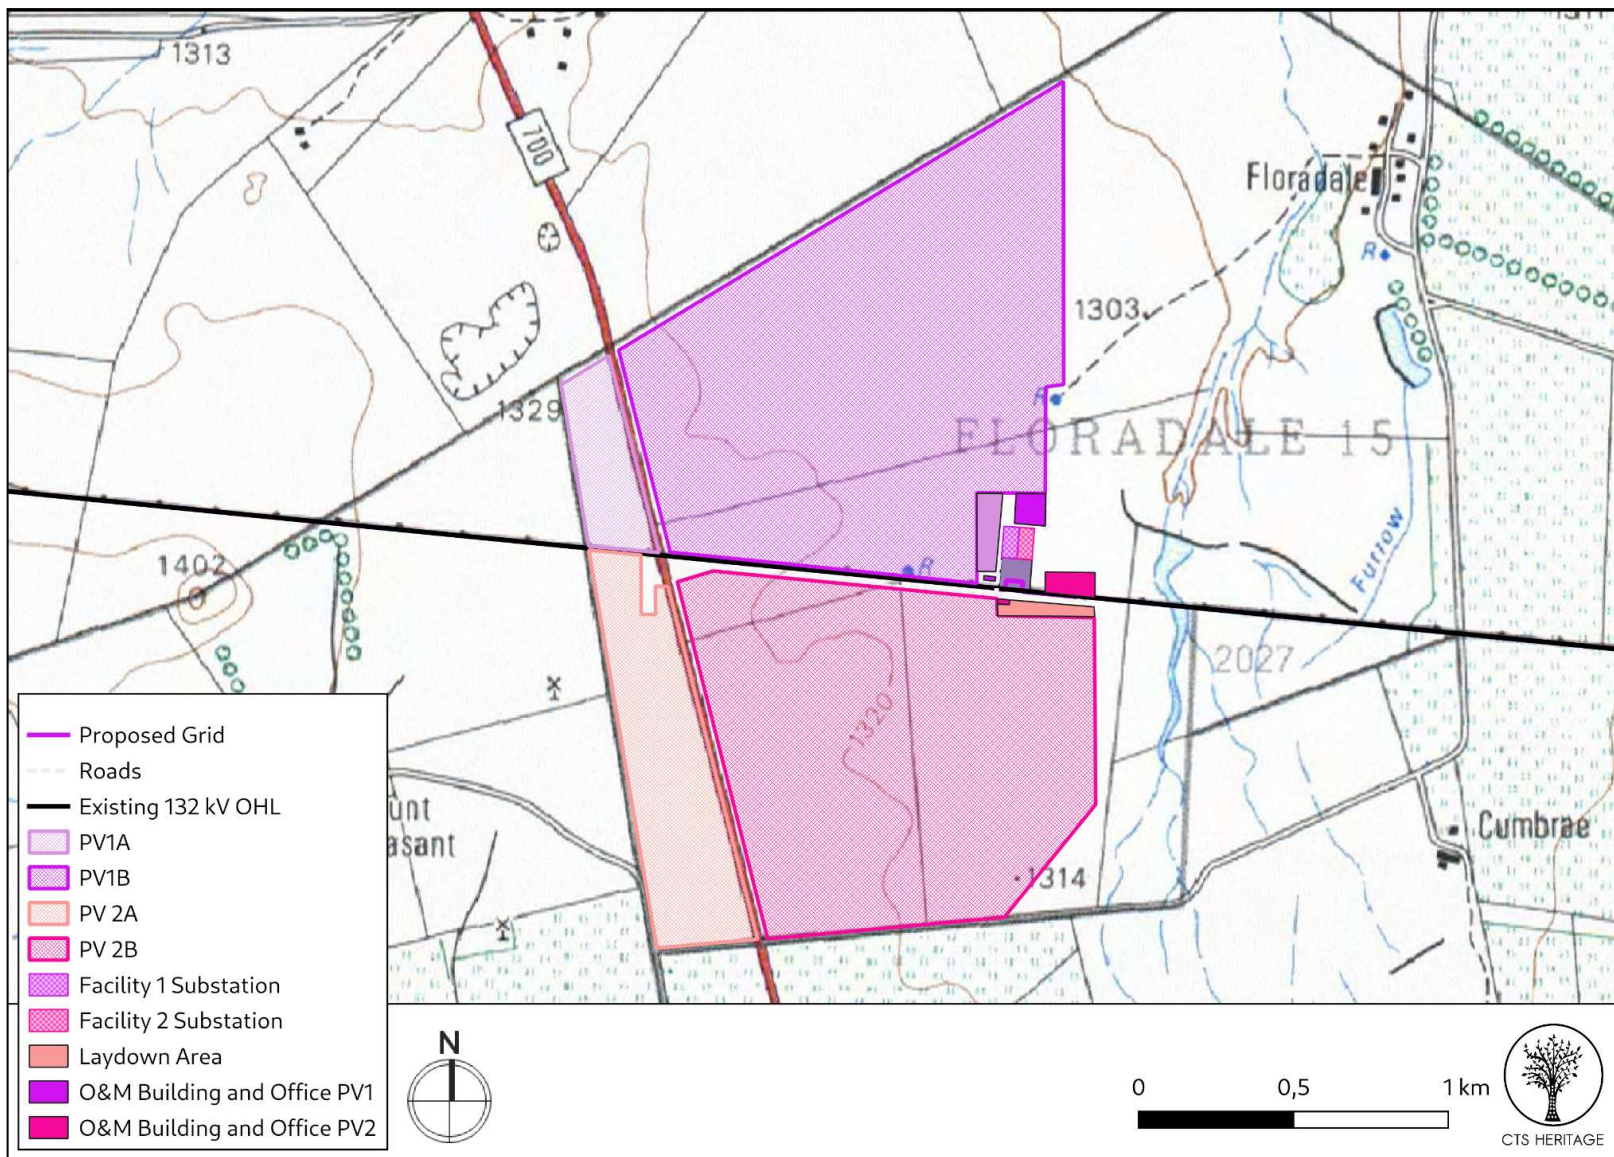 1313
700
Floradale
R
1303
1329
R
FLORADALE 15
1402
R
Furrow
2027
1320
unt
asant
1314
Cumbrae
Proposed Grid
Roads
Existing 132 kV OHL
PV1A
PV1B
PV 2A
PV 2B
Facility 1 Substation
Facility 2 Substation
Laydown Area
O&M Building and Office PV1
O&M Building and Office PV2
N
0 0,5 1 km
CTS HERITAGE